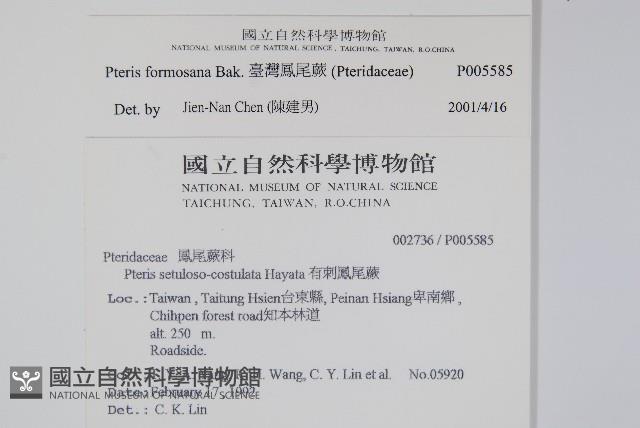 國立自然科學博物館
NATIONAL MUSEUM OF NATURAL SCIENCE, TAICHUNG, TAIWAN, R.O.CHINA
Pteris formosana Bak. 臺灣鳳尾蕨 (Pteridaceae) P005585
Det. by Jien-Nan Chen (陳建男) 2001/4/16
國立自然科學博物館
NATIONAL MUSEUM OF NATURAL SCIENCE
TAICHUNG, TAIWAN, R.O.CHINA
002736 / P005585
Pteridaceae 鳳尾蕨科
Pteris setuloso-costulata Hayata 有刺鳳尾蕨
Loc.: Taiwan , Taitung Hsien台東縣, Peinan Hsiang卑南鄉 ,
Chihpen forest road知本林道
alt. 250 m.
Roadside.
Wang, C. Y. Lin et al. No.05920
Date: February 17, 1992
Det.: C. K. Lin
國立自然科學博物館
NATIONAL MUSEUM OF NATURAL SCIENCE